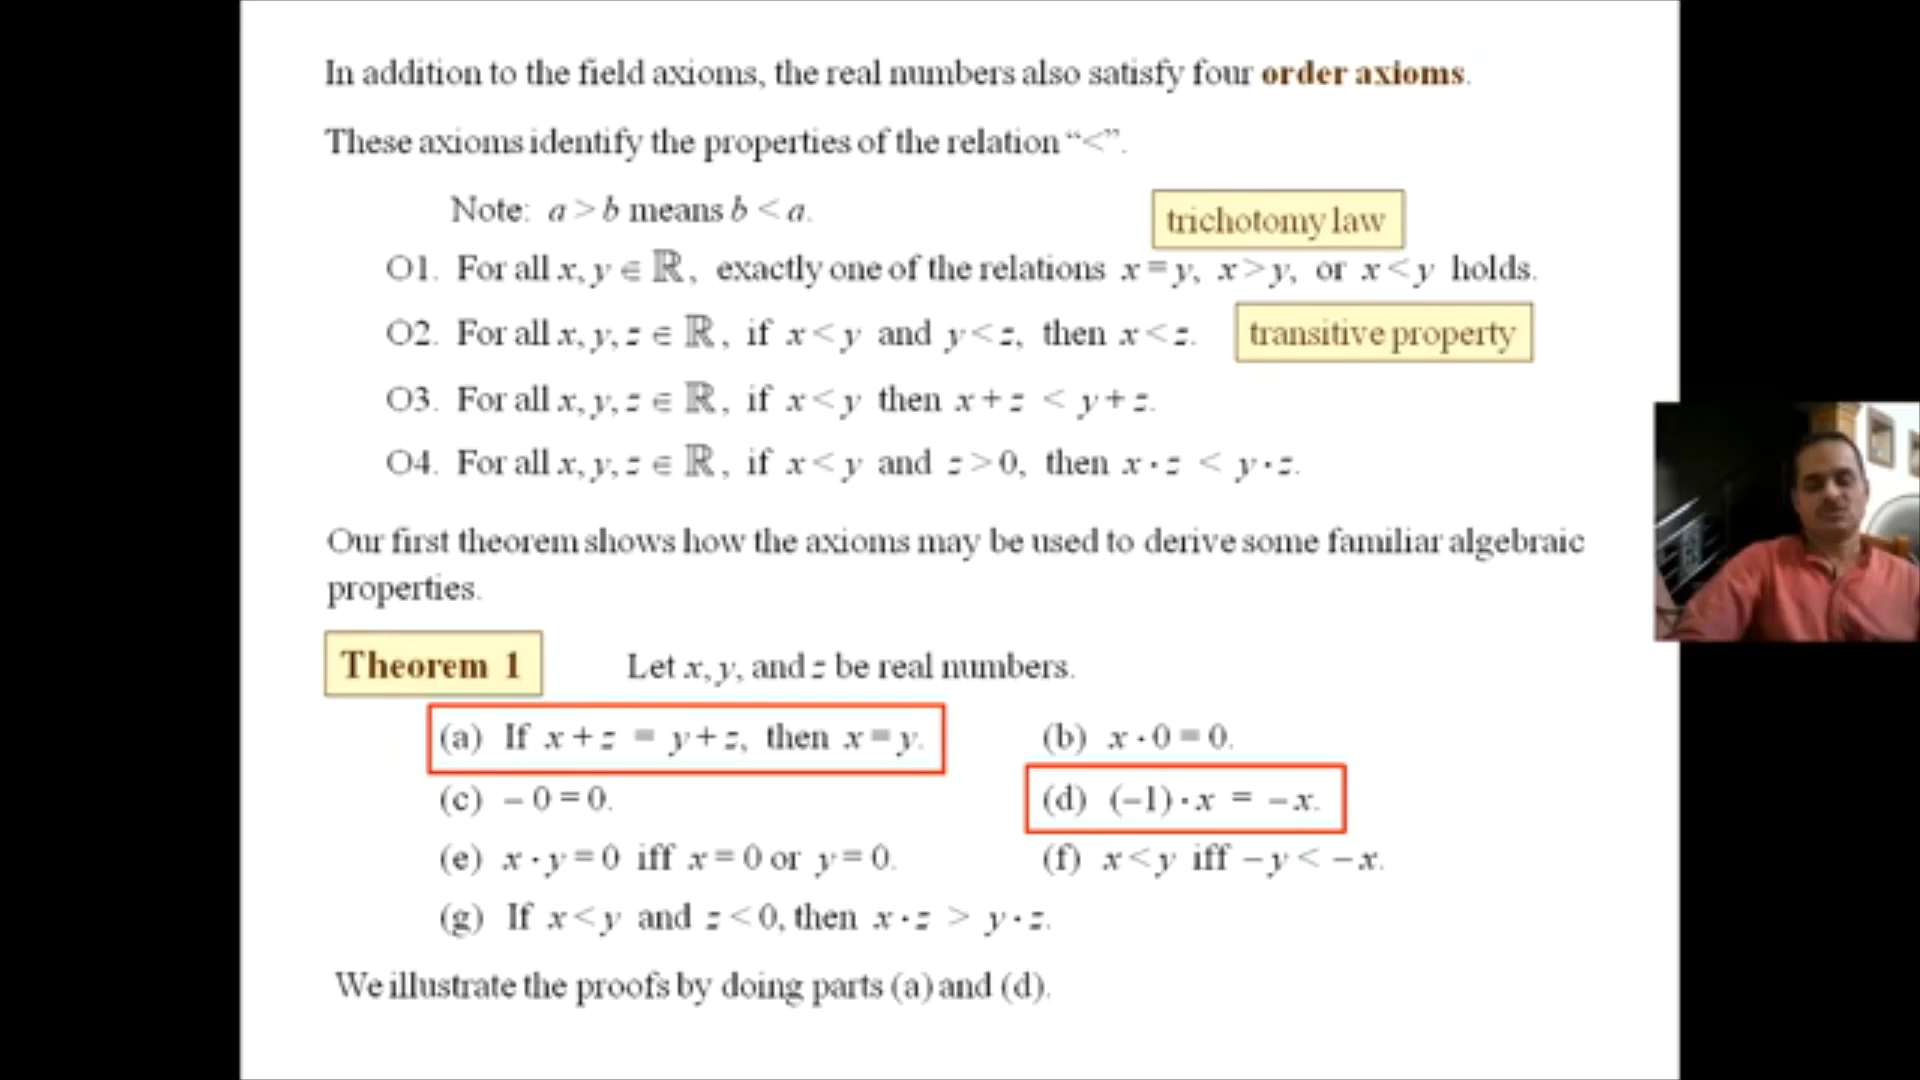 In addition to the field axioms, the real numbers also satisfy four order axioms.
These axioms identify the properties of the relation “<”.
Note: a > b means b < a.
trichotomy law
O1. For all x, y ∈ ℝ, exactly one of the relations x = y, x > y, or x < y holds.
O2. For all x, y, z ∈ ℝ, if x < y and y < z, then x < z. transitive property
O3. For all x, y, z ∈ ℝ, if x < y then x + z < y + z.
O4. For all x, y, z ∈ ℝ, if x < y and z > 0, then x · z < y · z.
Our first theorem shows how the axioms may be used to derive some familiar algebraic
properties.
Theorem 1 Let x, y, and z be real numbers.
(a) If x + z = y + z, then x = y. (b) x · 0 = 0.
(c) – 0 = 0. (d) (–1) · x = – x.
(e) x · y = 0 iff x = 0 or y = 0. (f) x < y iff – y < – x.
(g) If x < y and z < 0, then x · z > y · z.
We illustrate the proofs by doing parts (a) and (d).